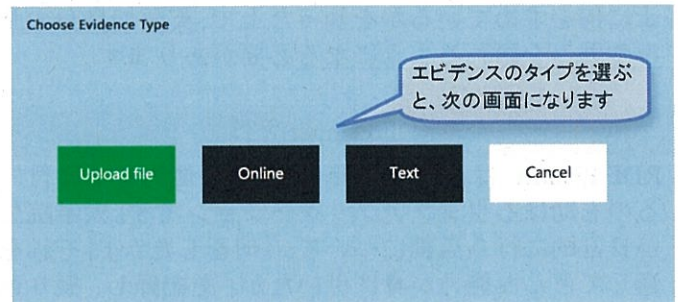 Choose Evidence Type
エビデンスのタイプを選ぶ
と、次の画面になります
Upload file
Online
Text
Cancel